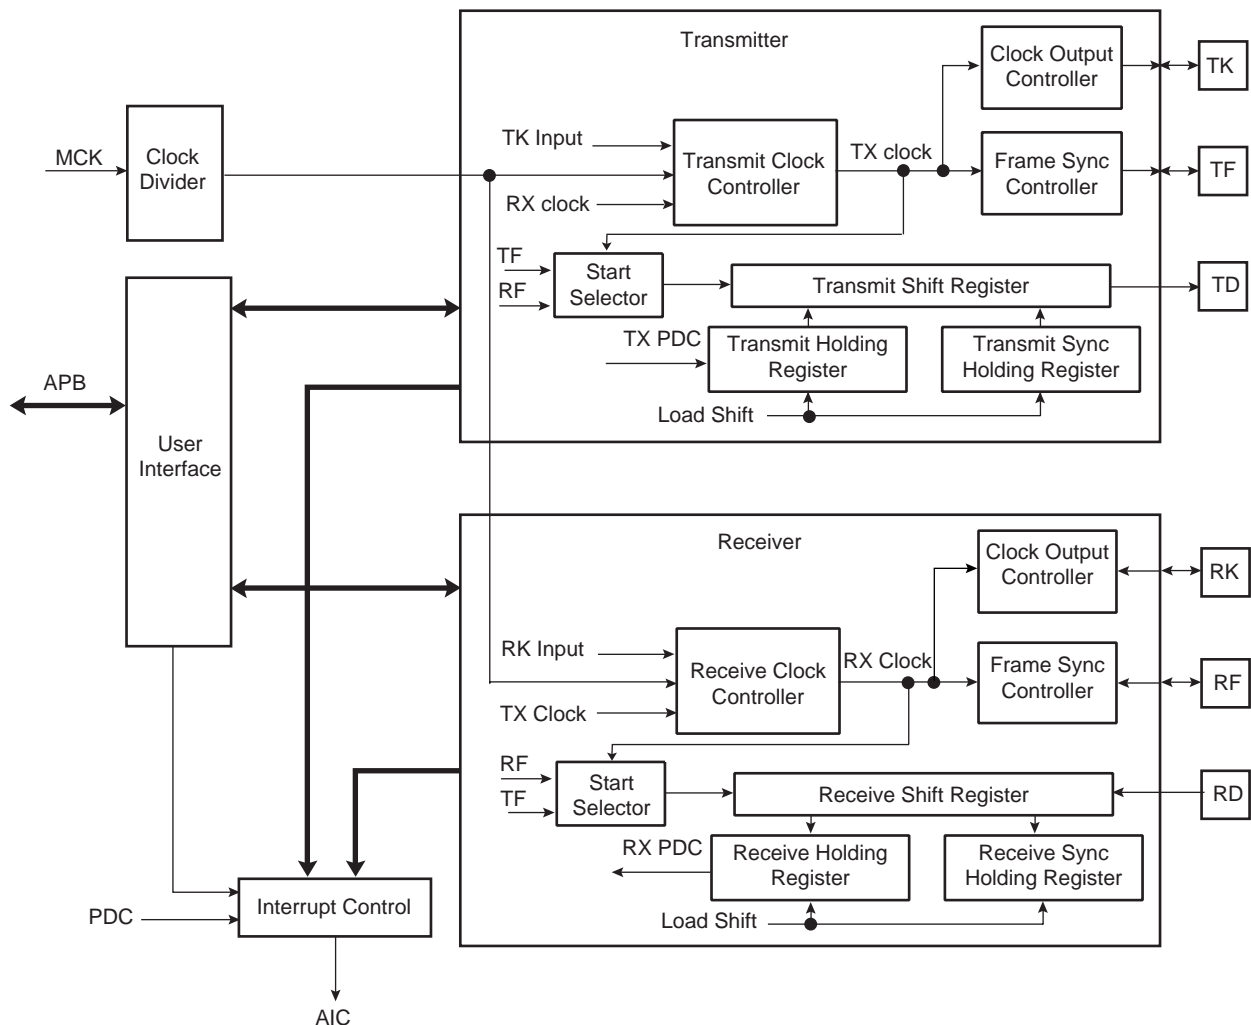 Transmitter
Clock Output
Controller
TK
MCK
Clock
Divider
TK Input
Transmit Clock
Controller
TX clock
Frame Sync
Controller
TF
RX clock
TF
RF
Start
Selector
Transmit Shift Register
TD
TX PDC
Transmit Holding
Register
Transmit Sync
Holding Register
APB
Load Shift
User
Interface
Receiver
Clock Output
Controller
RK
RK Input
Receive Clock
Controller
RX Clock
Frame Sync
Controller
RF
TX Clock
RF
TF
Start
Selector
Receive Shift Register
RD
RX PDC
Receive Holding
Register
Receive Sync
Holding Register
Load Shift
PDC
Interrupt Control
AIC